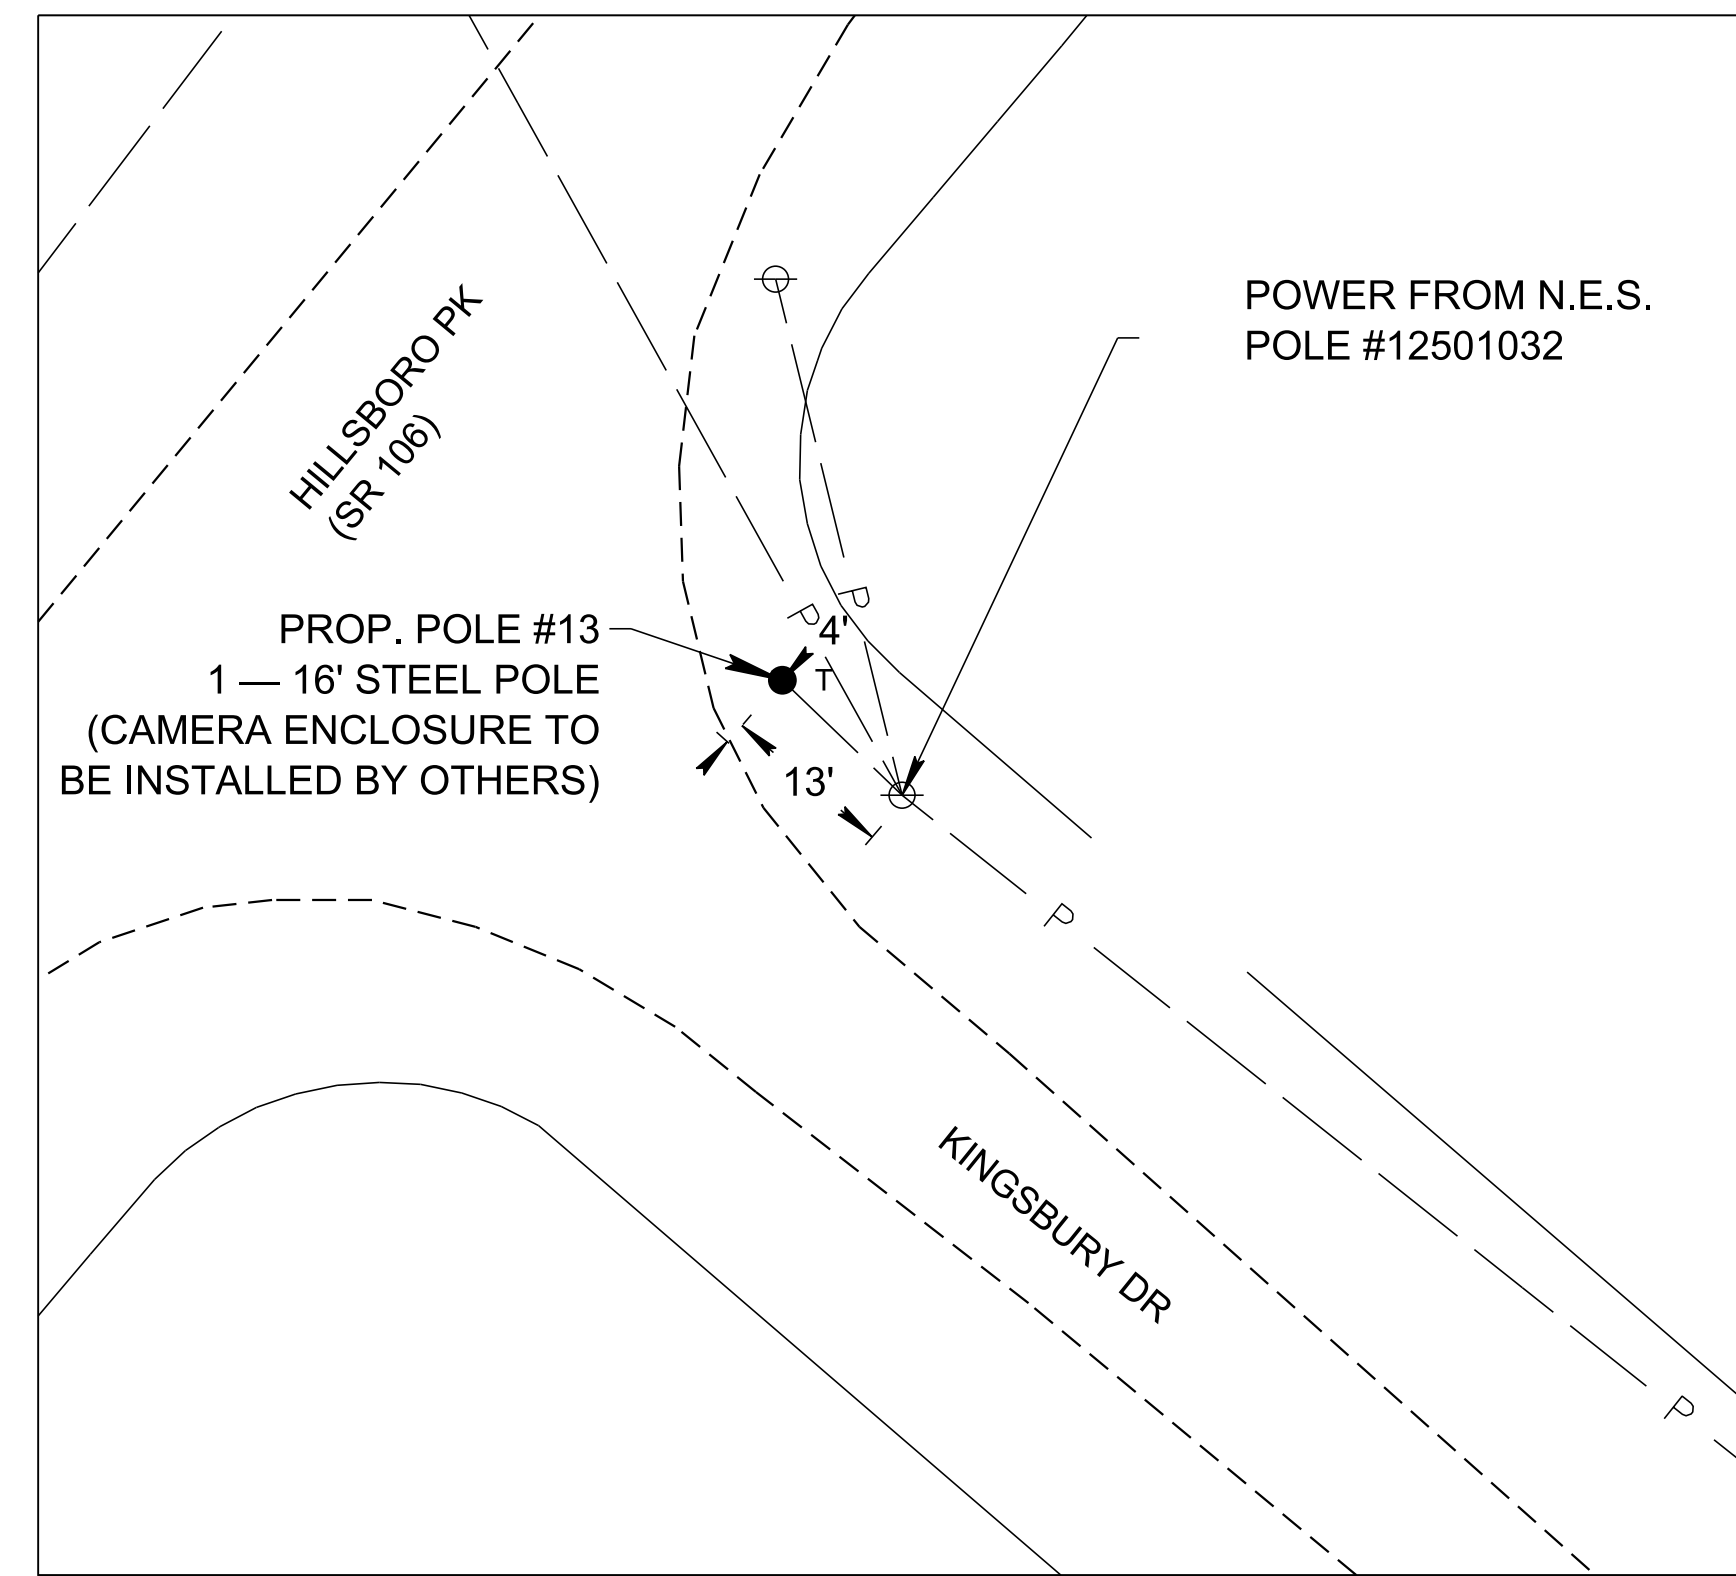 HILLSBORO PK
(SR 106)
POWER FROM N.E.S.
POLE #12501032
PROP. POLE #13
1 — 16' STEEL POLE
(CAMERA ENCLOSURE TO
BE INSTALLED BY OTHERS)
P
P
4'
T
13'
P
KINGSBURY DR
P